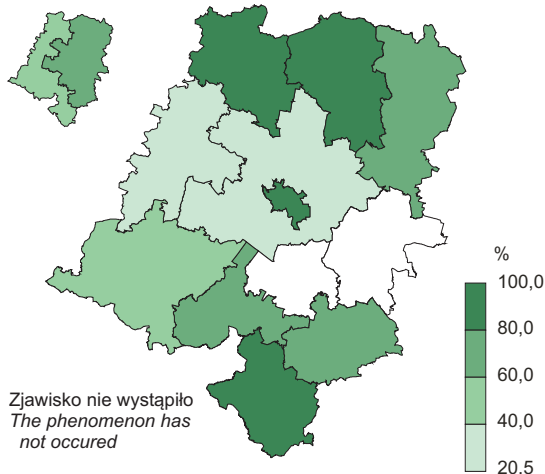 %
100,0
80,0
60,0
40,0
20,5
Zjawisko nie wystąpiło
The phenomenon has
not occured